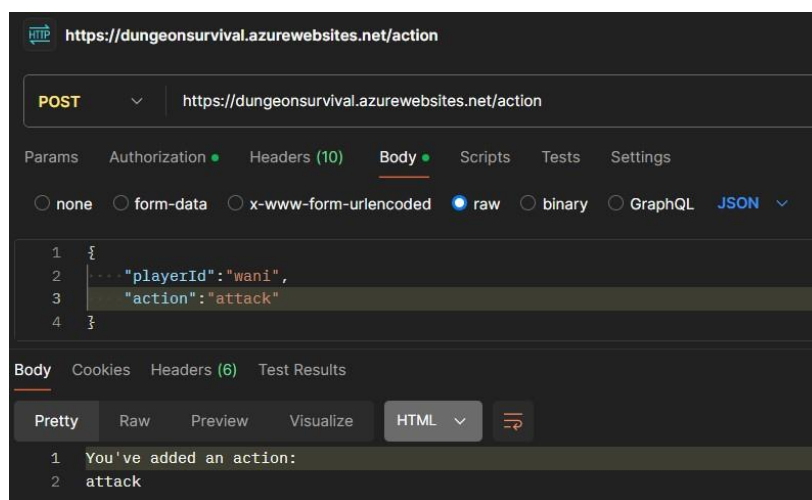 HTTP https://dungeonsurvival.azurewebsites.net/action
POST https://dungeonsurvival.azurewebsites.net/action
Params Authorization Headers (10) Body Scripts Tests Settings
none form-data x-www-form-urlencoded raw binary GraphQL JSON
1 {
2 "playerId":"wani",
3 "action":"attack"
4 }
Body Cookies Headers (6) Test Results
Pretty Raw Preview Visualize HTML
1 You've added an action:
2 attack